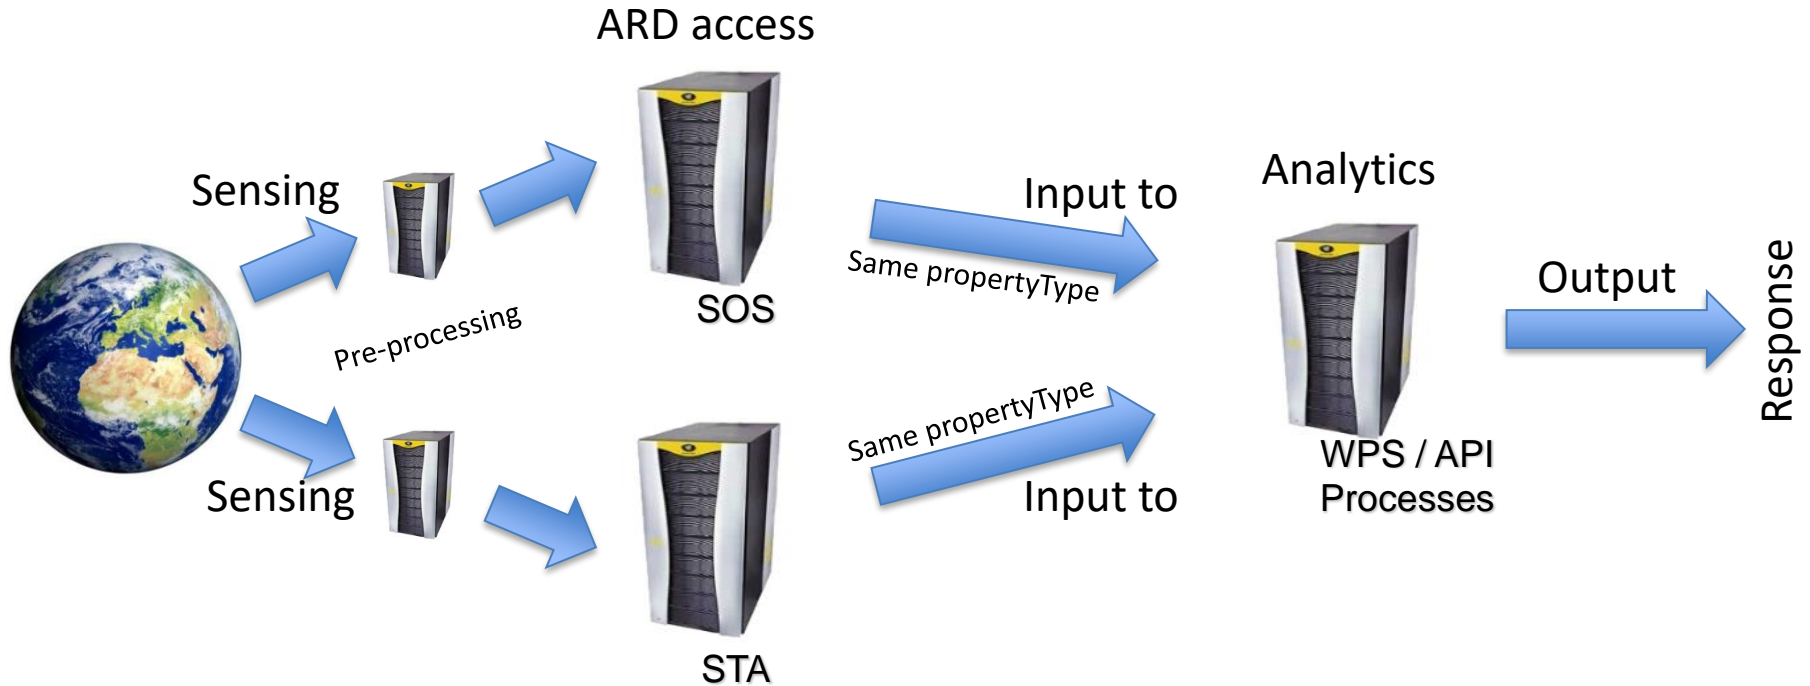 ARD access
Sensing
Input to
Analytics
Same propertyType
SOS
Output
Response
Pre-processing
Same propertyType
Sensing
Input to
WPS / API
Processes
STA